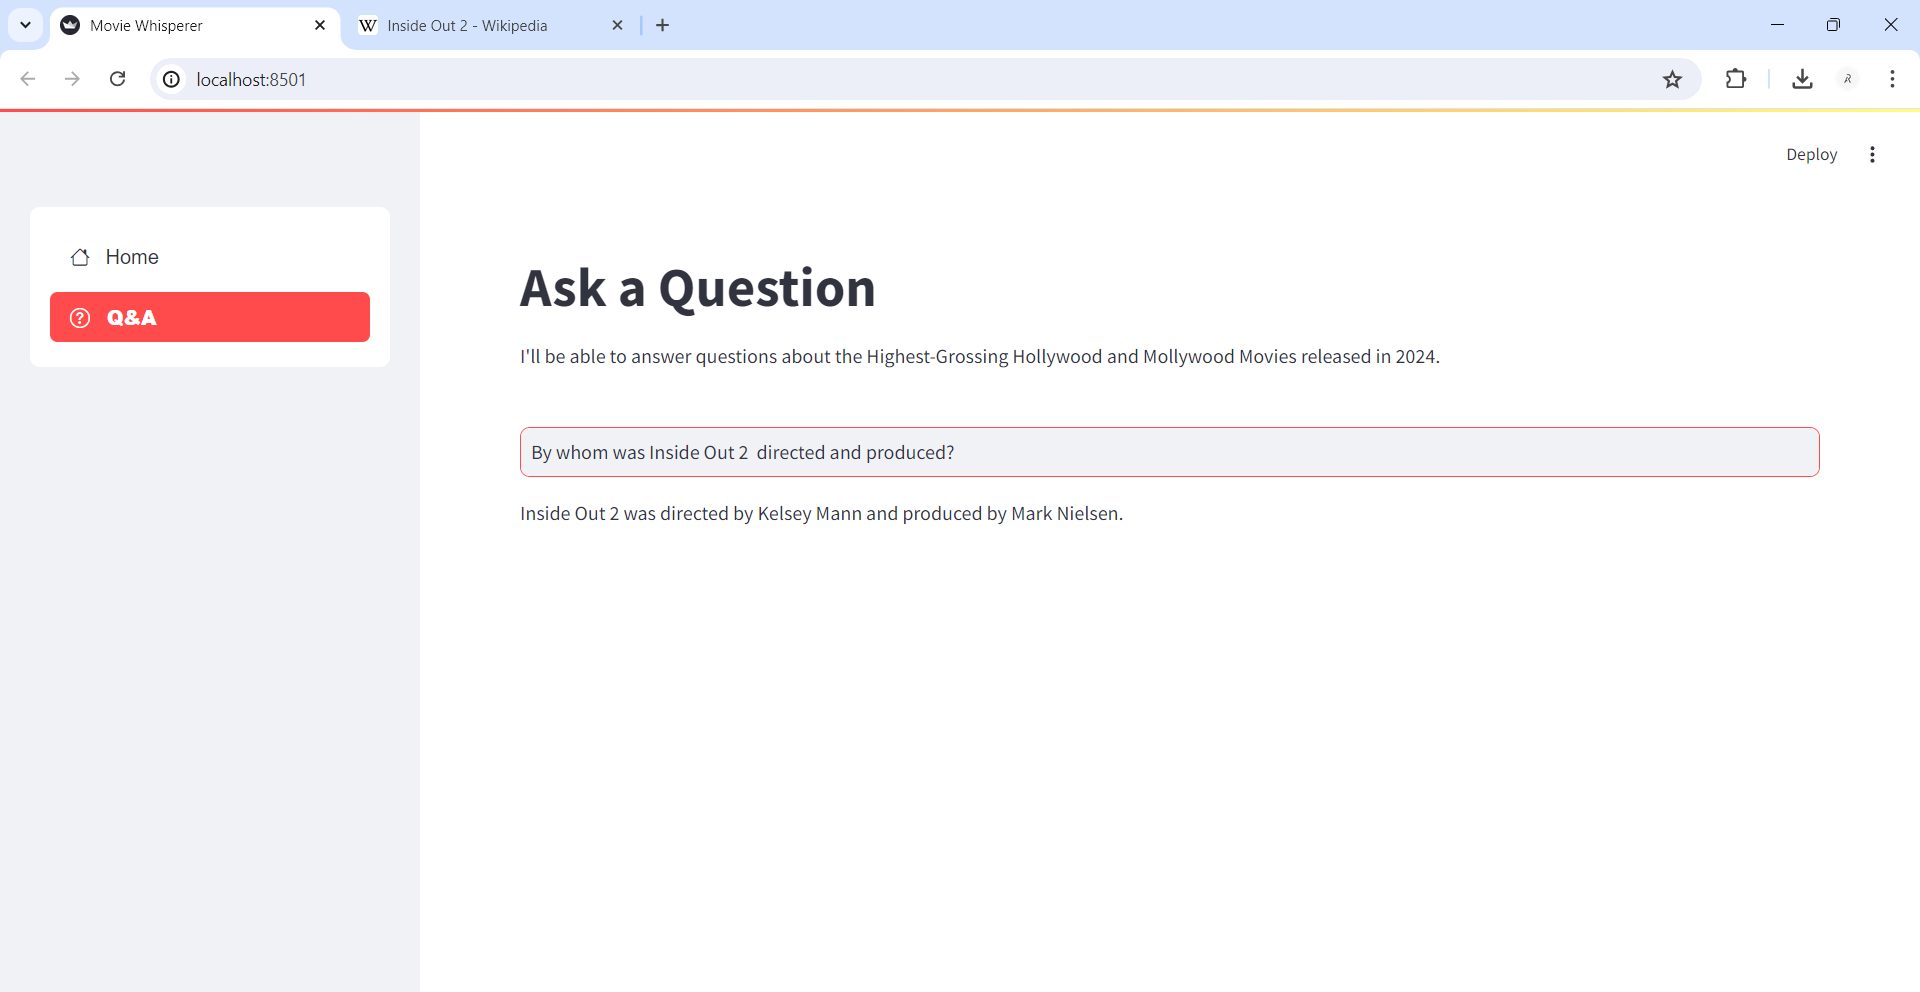 Movie Whisperer
Inside Out 2 - Wikipedia
localhost:8501
Deploy
Home
Q&A
Ask a Question
I'll be able to answer questions about the Highest-Grossing Hollywood and Mollywood Movies released in 2024.
By whom was Inside Out 2  directed and produced?
Inside Out 2 was directed by Kelsey Mann and produced by Mark Nielsen.